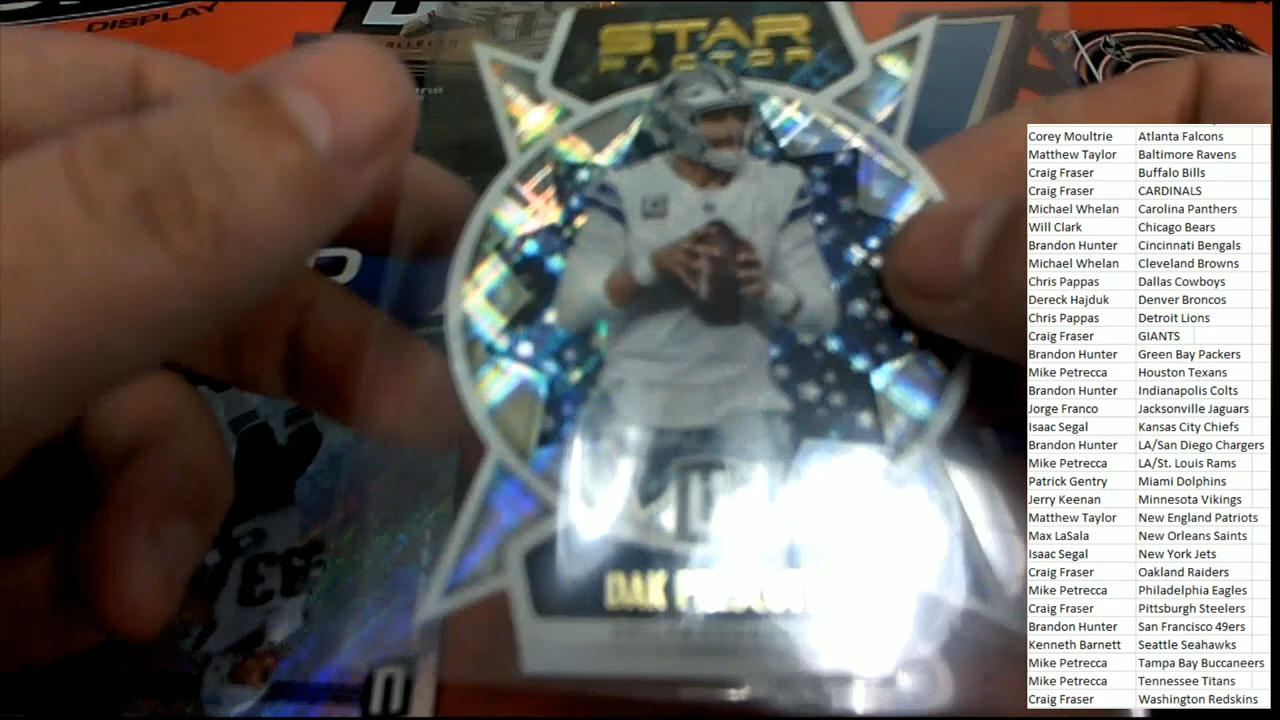 DISPLAY
STAR
FACTOR
DAK
Corey Moultrie Atlanta Falcons
Matthew Taylor Baltimore Ravens
Craig Fraser Buffalo Bills
Craig Fraser CARDINALS
Michael Whelan Carolina Panthers
Will Clark Chicago Bears
Brandon Hunter Cincinnati Bengals
Michael Whelan Cleveland Browns
Chris Pappas Dallas Cowboys
Dereck Hajduk Denver Broncos
Chris Pappas Detroit Lions
Craig Fraser GIANTS
Brandon Hunter Green Bay Packers
Mike Petrecca Houston Texans
Brandon Hunter Indianapolis Colts
Jorge Franco Jacksonville Jaguars
Isaac Segal Kansas City Chiefs
Brandon Hunter LA/San Diego Chargers
Mike Petrecca LA/St. Louis Rams
Patrick Gentry Miami Dolphins
Jerry Keenan Minnesota Vikings
Matthew Taylor New England Patriots
Max LaSala New Orleans Saints
Isaac Segal New York Jets
Craig Fraser Oakland Raiders
Mike Petrecca Philadelphia Eagles
Craig Fraser Pittsburgh Steelers
Brandon Hunter San Francisco 49ers
Kenneth Barnett Seattle Seahawks
Mike Petrecca Tampa Bay Buccaneers
Mike Petrecca Tennessee Titans
Craig Fraser Washington Redskins